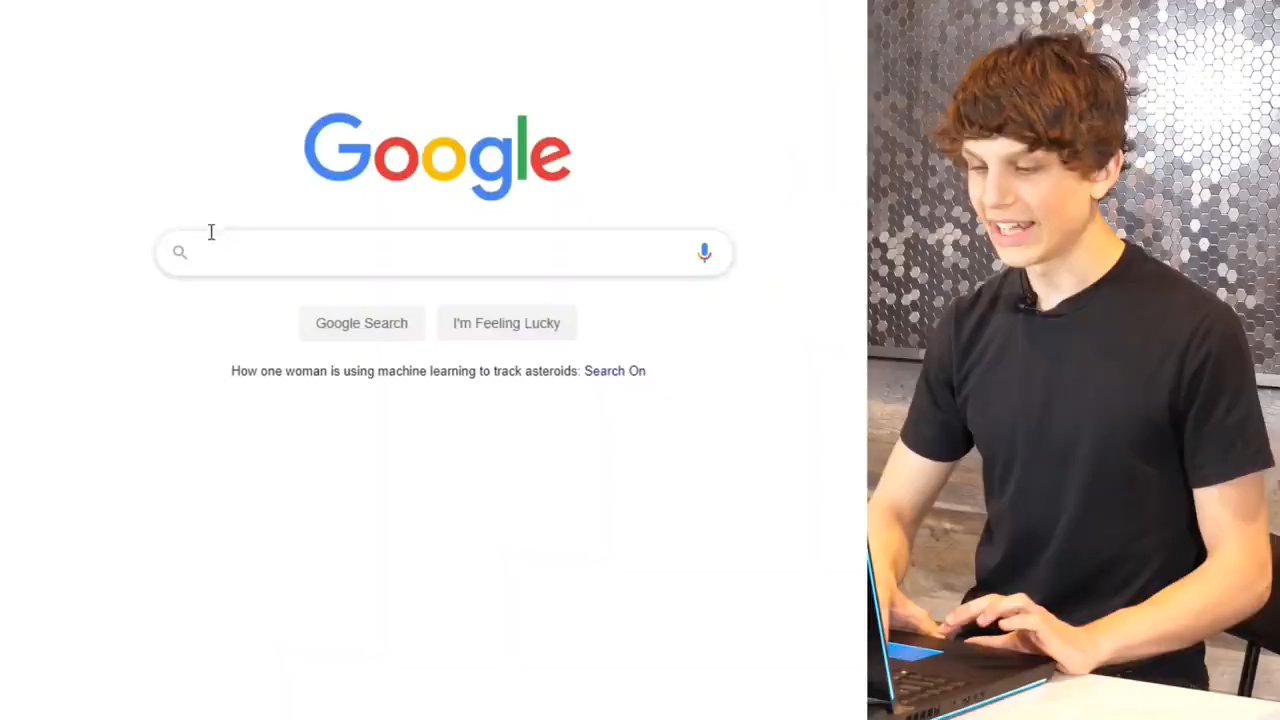 Google
Google Search
I'm Feeling Lucky
How one woman is using machine learning to track asteroids: Search On